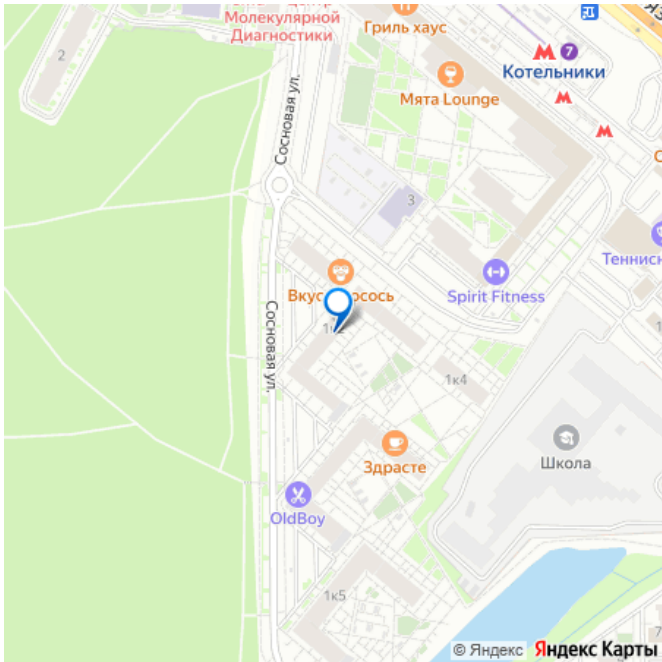 Молекулярной
Диагностики
Гриль хаус
7
Котельники
Мята Lounge
2
Сосновая ул.
3
Spirit Fitness
Сосновая ул.
1к4
Здрасте
Школа
OldBoy
1к5
© Яндекс Яндекс Карты